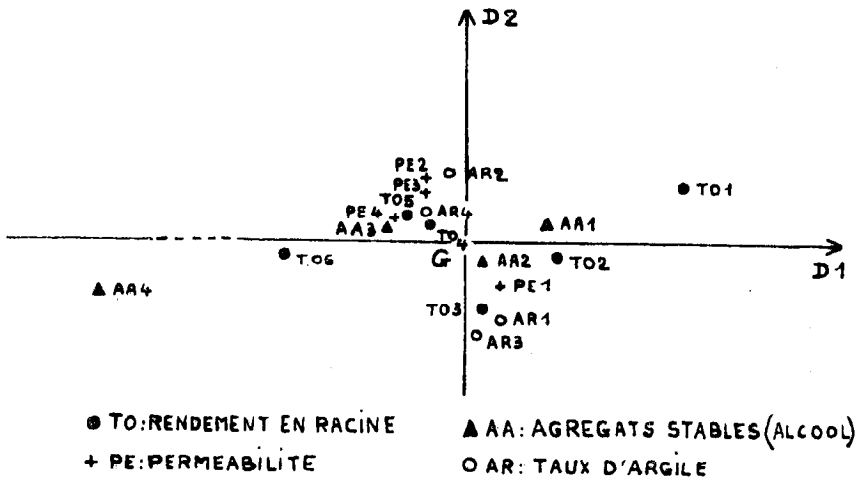 D2
PE2
AR2
PE3
TO1
TO5
PE4
AR4
AA3
TO4
AA1
G
AA2
TO2
D1
TO6
PE1
AA4
TO3
AR1
AR3
TO:RENDEMENT EN RACINE
AA: AGREGATS STABLES (ALCOOL)
PE:PERMEABILITE
AR: TAUX D'ARGILE